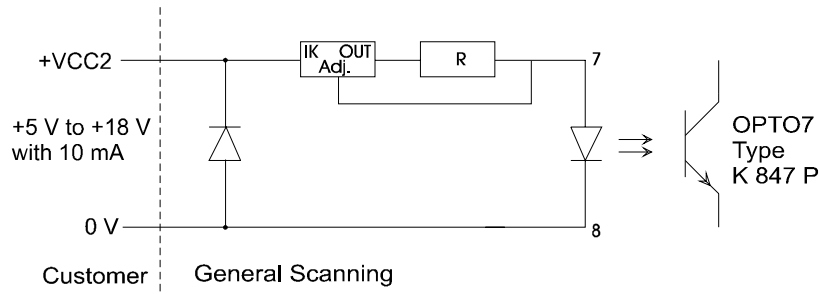 +VCC2
IK OUT
Adj.
R
7
+5 V to +18 V
with 10 mA
OPTO7
Type
K 847 P
0 V
8
Customer
General Scanning